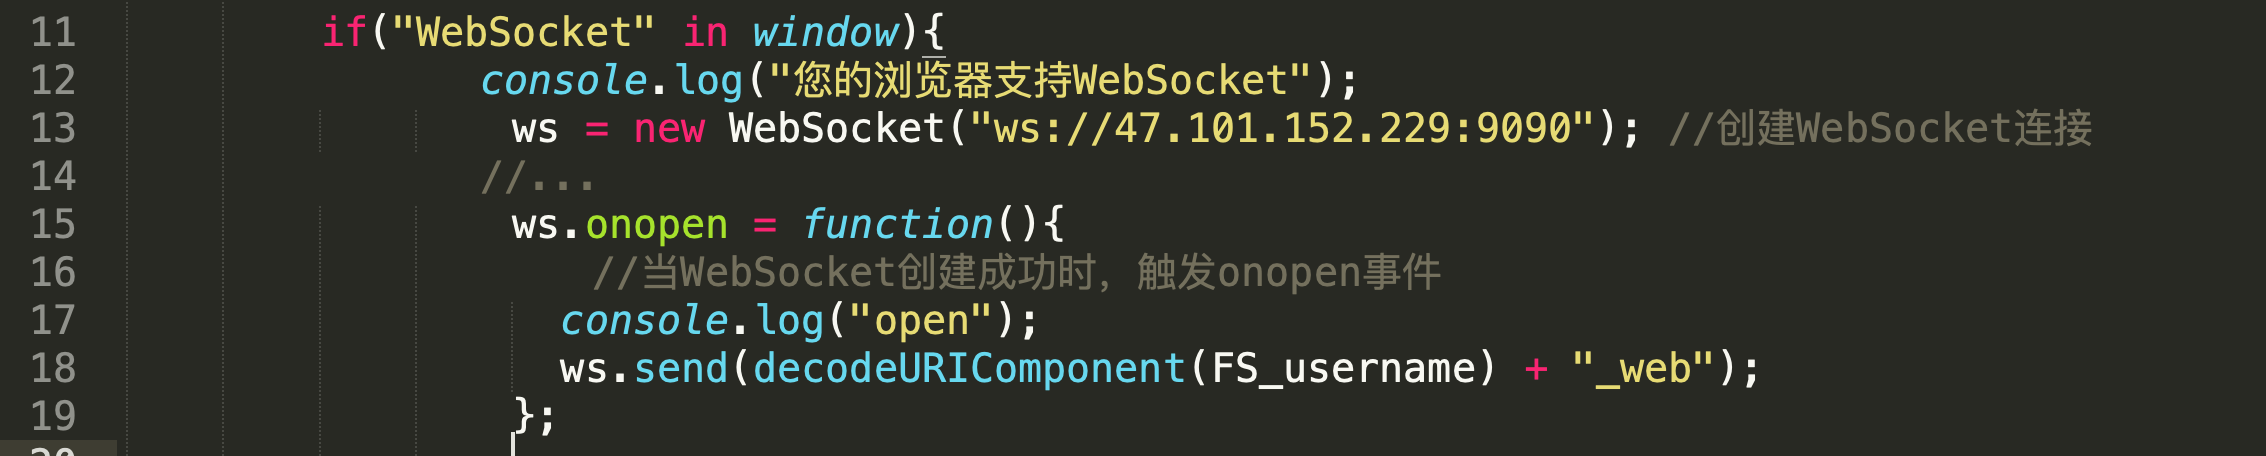 11 if("WebSocket" in window){
12 console.log("您的浏览器支持WebSocket");
13 ws = new WebSocket("ws://47.101.152.229:9090"); //创建WebSocket连接
14 //...
15 ws.onopen = function(){
16 //当WebSocket创建成功时，触发onopen事件
17 console.log("open");
18 ws.send(decodeURIComponent(FS_username) + "_web");
19 };
20